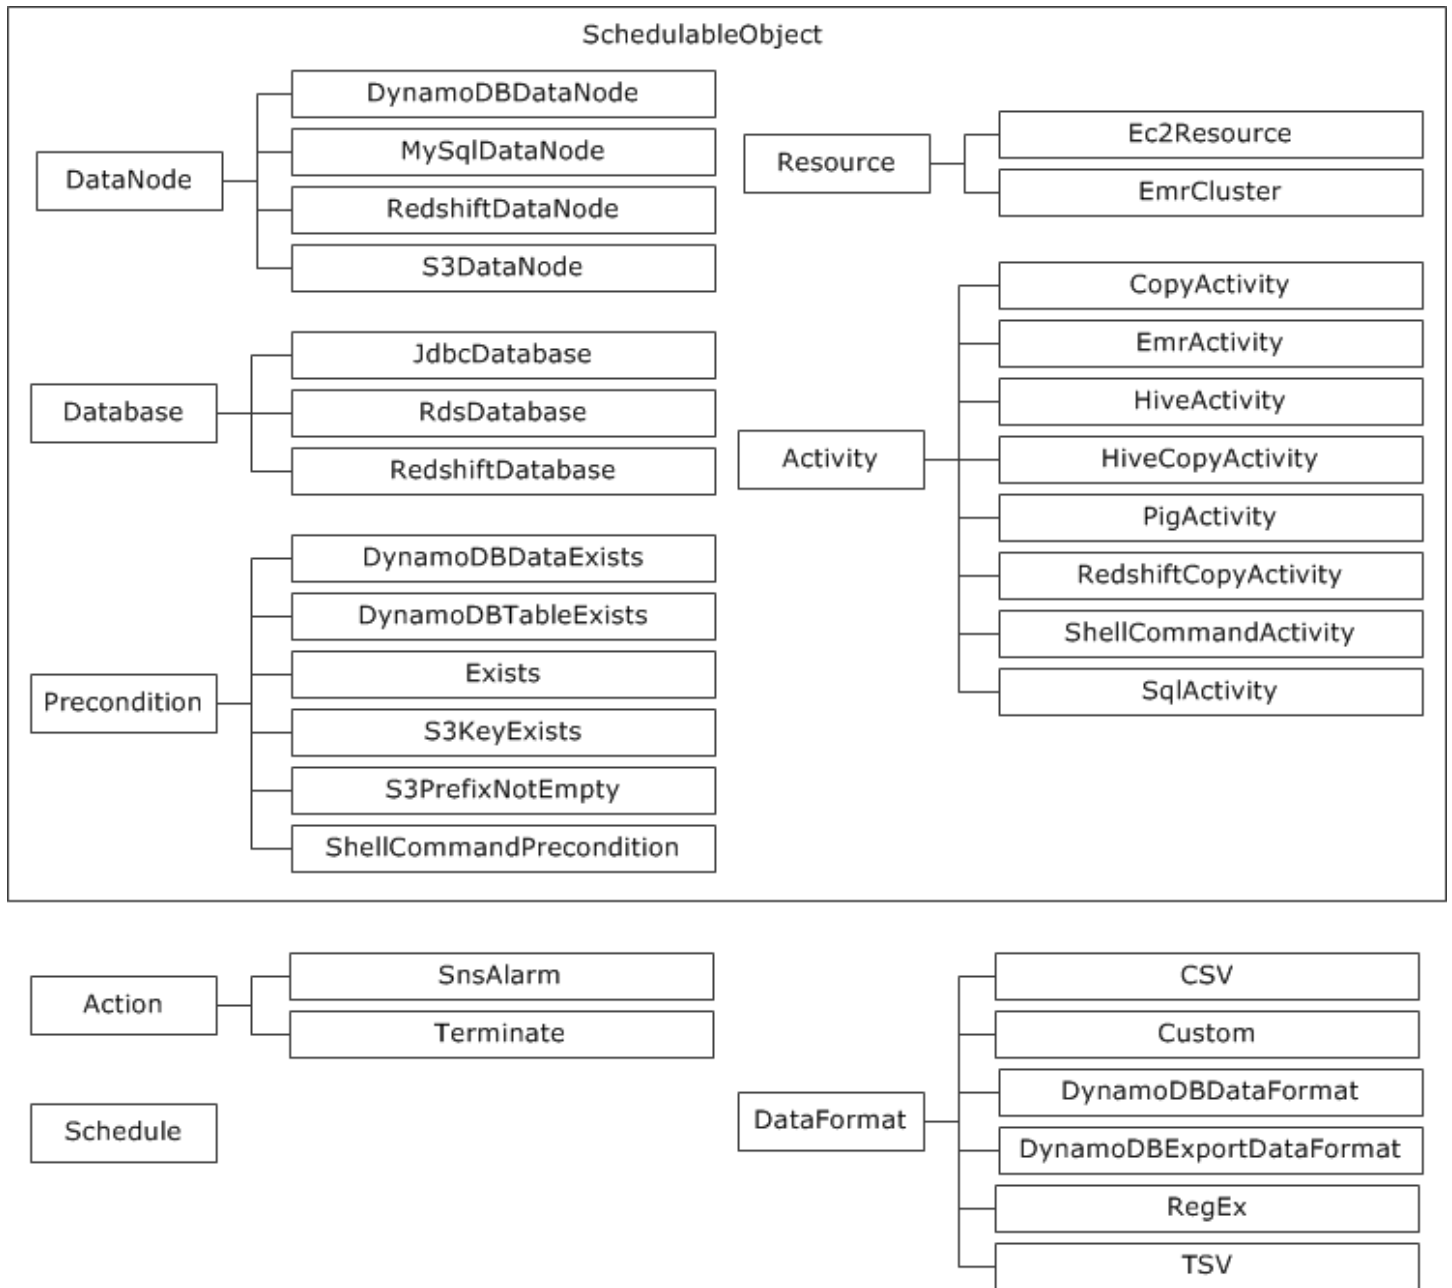 SchedulableObject
DataNode
DynamoDBDataNode
MySqlDataNode
RedshiftDataNode
S3DataNode
Database
JdbcDatabase
RdsDatabase
RedshiftDatabase
Precondition
DynamoDBDataExists
DynamoDBTableExists
Exists
S3KeyExists
S3PrefixNotEmpty
ShellCommandPrecondition
Resource
Ec2Resource
EmrCluster
Activity
CopyActivity
EmrActivity
HiveActivity
HiveCopyActivity
PigActivity
RedshiftCopyActivity
ShellCommandActivity
SqlActivity
Action
SnsAlarm
Terminate
Schedule
DataFormat
CSV
Custom
DynamoDBDataFormat
DynamoDBExportDataFormat
RegEx
TSV